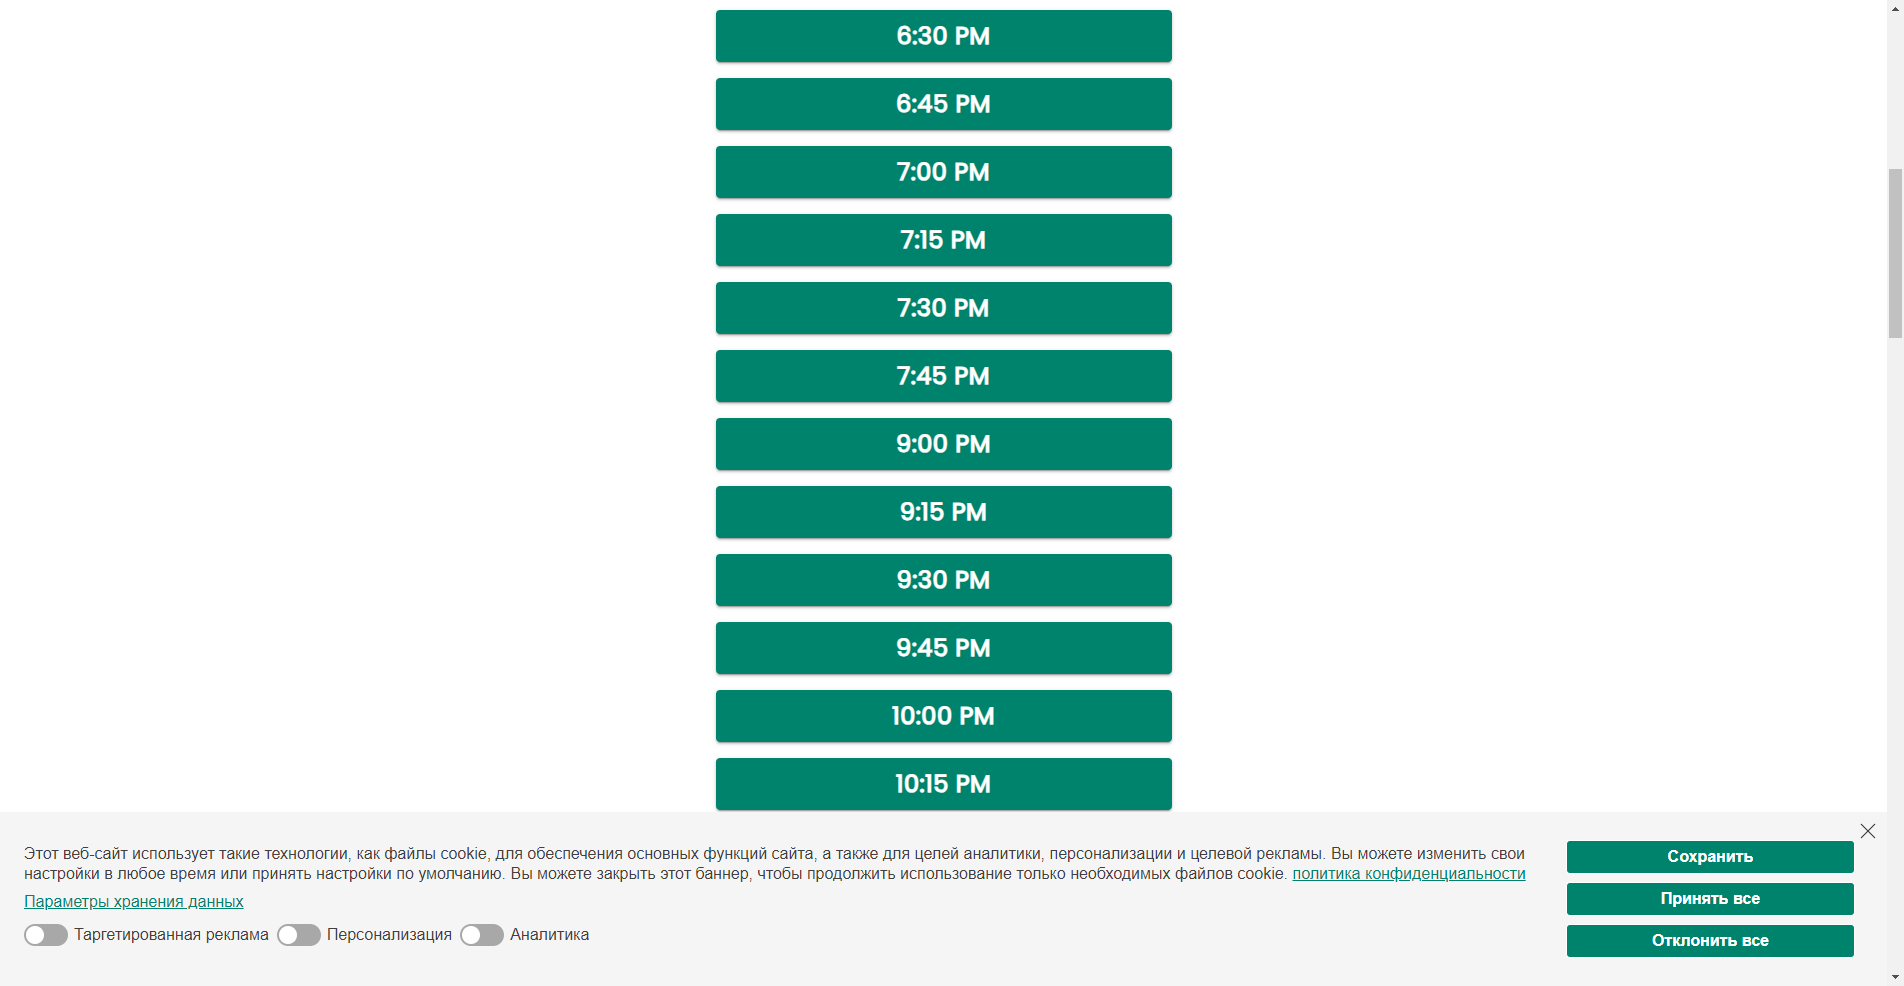 6:30 PM
6:45 PM
7:00 PM
7:15 PM
7:30 PM
7:45 PM
9:00 PM
9:15 PM
9:30 PM
9:45 PM
10:00 PM
10:15 PM
Этот веб-сайт использует такие технологии, как файлы cookie, для обеспечения основных функций сайта, а также для целей аналитики, персонализации и целевой рекламы. Вы можете изменить свои
настройки в любое время или принять настройки по умолчанию. Вы можете закрыть этот баннер, чтобы продолжить использование только необходимых файлов cookie. политика конфиденциальности
Параметры хранения данных
Таргетированная реклама Персонализация Аналитика
Сохранить
Принять все
Отклонить все